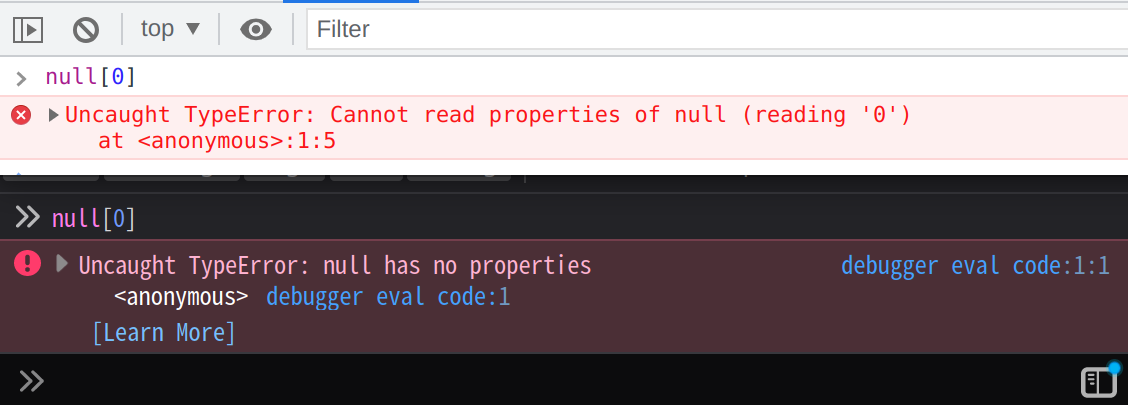 top ▼
Filter
> null[0]
Uncaught TypeError: Cannot read properties of null (reading '0')
at <anonymous>:1:5
>> null[0]
Uncaught TypeError: null has no properties debugger eval code:1:1
<anonymous> debugger eval code:1
[Learn More]
>>